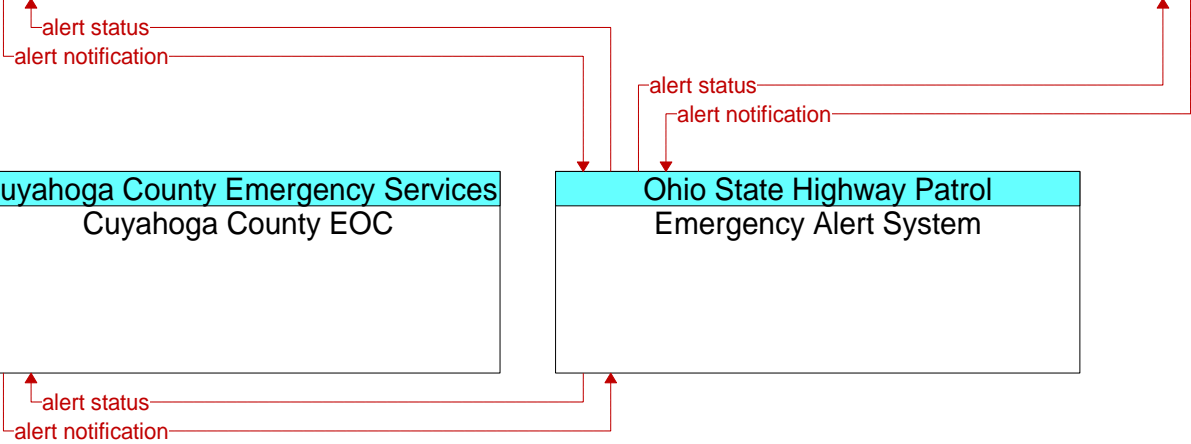 alert status
alert notification
alert status
alert notification
uyahoga County Emergency Services
Cuyahoga County EOC
Ohio State Highway Patrol
Emergency Alert System
alert status
alert notification